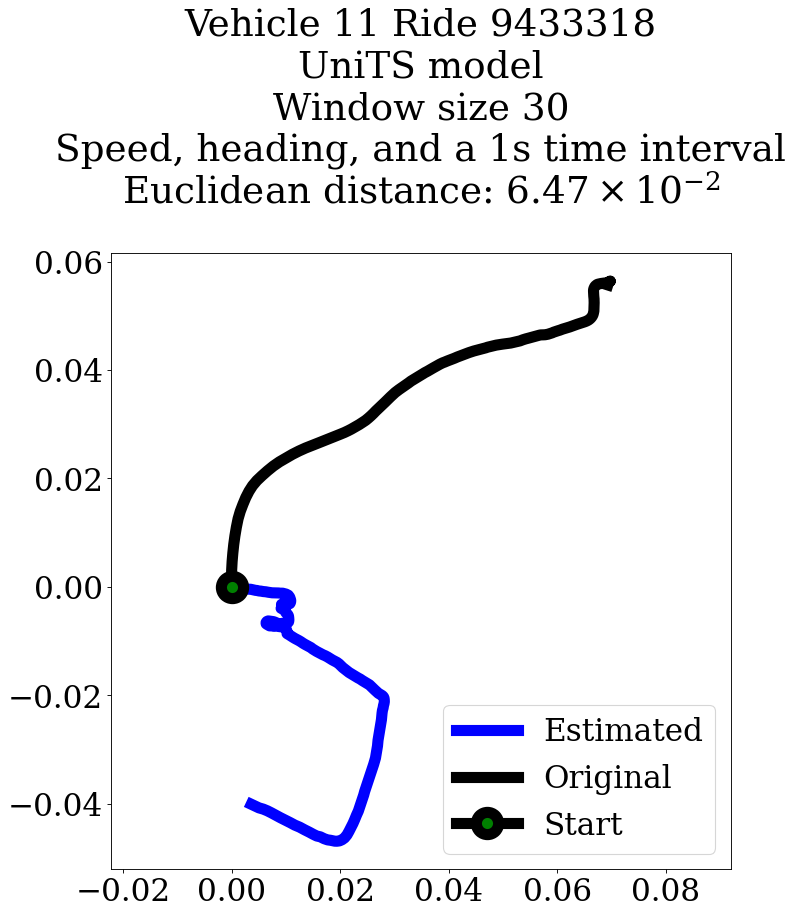 Vehicle 11 Ride 9433318
UniTS model
Window size 30
Speed, heading, and a 1s time interval
Euclidean distance: 6.47 × 10⁻²
0.06
0.04
0.02
0.00
−0.02
−0.04
Estimated
Original
Start
−0.02 0.00 0.02 0.04 0.06 0.08